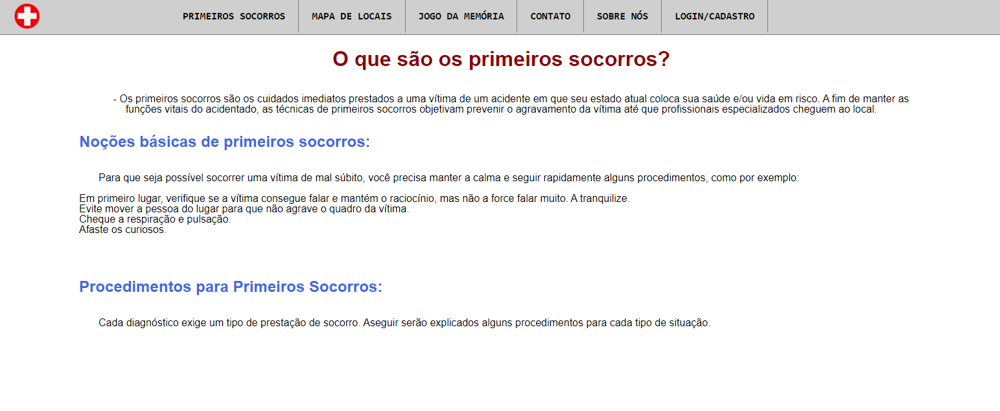 PRIMEIROS SOCORROS MAPA DE LOCAIS JOGO DA MEMÓRIA CONTATO SOBRE NÓS LOGIN/CADASTRO
O que são os primeiros socorros?
- Os primeiros socorros são os cuidados imediatos prestados a uma vítima de um acidente em que seu estado atual coloca sua saúde e/ou vida em risco. A fim de manter as
funções vitais do acidentado, as técnicas de primeiros socorros objetivam prevenir o agravamento da vítima até que profissionais especializados cheguem ao local.
Noções básicas de primeiros socorros:
Para que seja possível socorrer uma vítima de mal súbito, você precisa manter a calma e seguir rapidamente alguns procedimentos, como por exemplo:
Em primeiro lugar, verifique se a vítima consegue falar e mantém o raciocínio, mas não a force falar muito. A tranquilize.
Evite mover a pessoa do lugar para que não agrave o quadro da vítima.
Cheque a respiração e pulsação.
Afaste os curiosos.
Procedimentos para Primeiros Socorros:
Cada diagnóstico exige um tipo de prestação de socorro. Aseguir serão explicados alguns procedimentos para cada tipo de situação.